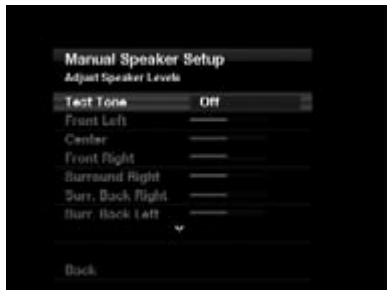 Manual Speaker Setup
Adjust Speaker Levels
Test Tone Off
Front Left
Center
Front Right
Surround Right
Surr. Back Right
Surr. Back Left
Back